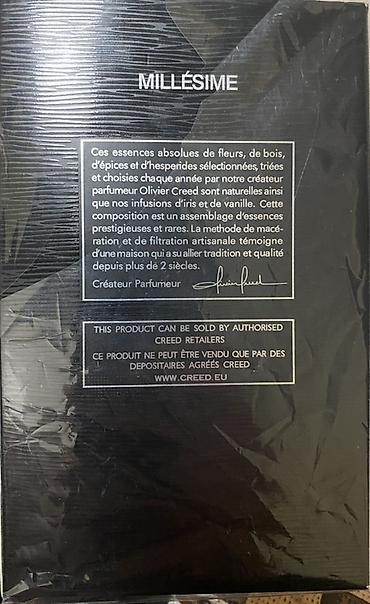 MILLÉSIME
Ces essences absolues de fleurs, de bois,
d'épices et d'hesperides sélectionnées, triées
et choisies chaque année par notre créateur
parfumeur Olivier Creed sont naturelles ainsi
que nos infusions d'iris et de vanille. Cette
composition est un assemblage d'essences
prestigieuses et rares. La methode de macé-
ration et de filtration artisanale témoigne
d'une maison qui a su allier tradition et qualité
depuis plus de 2 siècles.
Créateur Parfumeur Olivier Creed
THIS PRODUCT CAN BE SOLD BY AUTHORISED
CREED RETAILERS
CE PRODUIT NE PEUT ÊTRE VENDU QUE PAR DES
DEPOSITAIRES AGRÉÉS CREED
WWW.CREED.EU